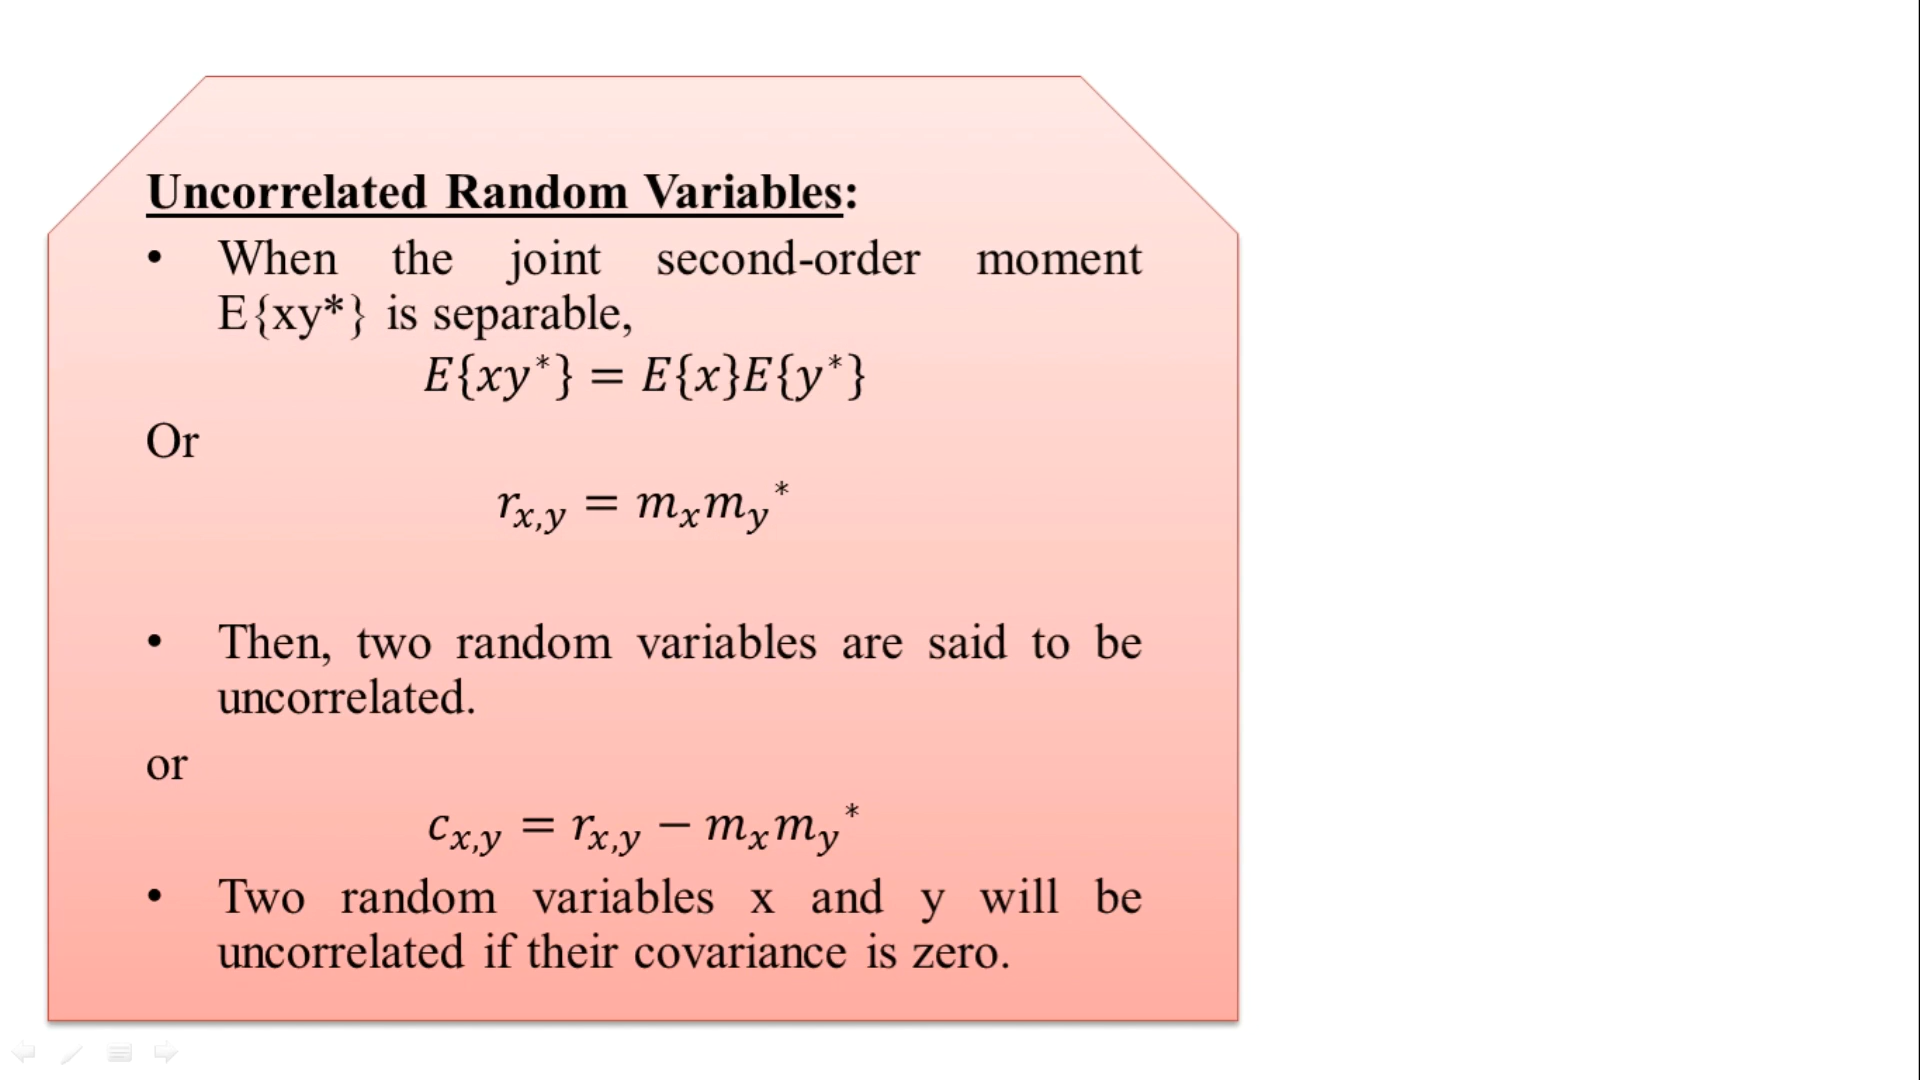 Uncorrelated Random Variables:
• When the joint second-order moment
E{xy*} is separable,
E{xy*} = E{x}E{y*}
Or
r_{x,y} = m_x m_y^*
• Then, two random variables are said to be
uncorrelated.
or
c_{x,y} = r_{x,y} − m_x m_y^*
• Two random variables x and y will be
uncorrelated if their covariance is zero.